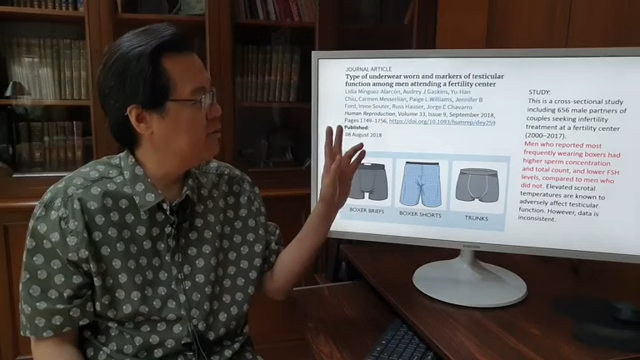 JOURNAL ARTICLE
Type of underwear worn and markers of testicular
function among men attending a fertility center
Lidia Mínguez-Alarcón, Audrey J Gaskins, Yu-Han
Chiu, Carmen Messerlian, Paige L Williams, Jennifer B
Ford, Irene Souter, Russ Hauser, Jorge E Chavarro
Human Reproduction, Volume 33, Issue 9, September 2018,
Pages 1749–1756, https://doi.org/10.1093/humrep/dey259
Published:
08 August 2018
BOXER BRIEFS
BOXER SHORTS
TRUNKS
STUDY:
This is a cross-sectional study
including 656 male partners of
couples seeking infertility
treatment at a fertility center
(2000–2017).
Men who reported most
frequently wearing boxers had
higher sperm concentration
and total count, and lower FSH
levels, compared to men who
did not. Elevated scrotal
temperatures are known to
adversely affect testicular
function. However, data is
inconsistent.
SAMSUNG